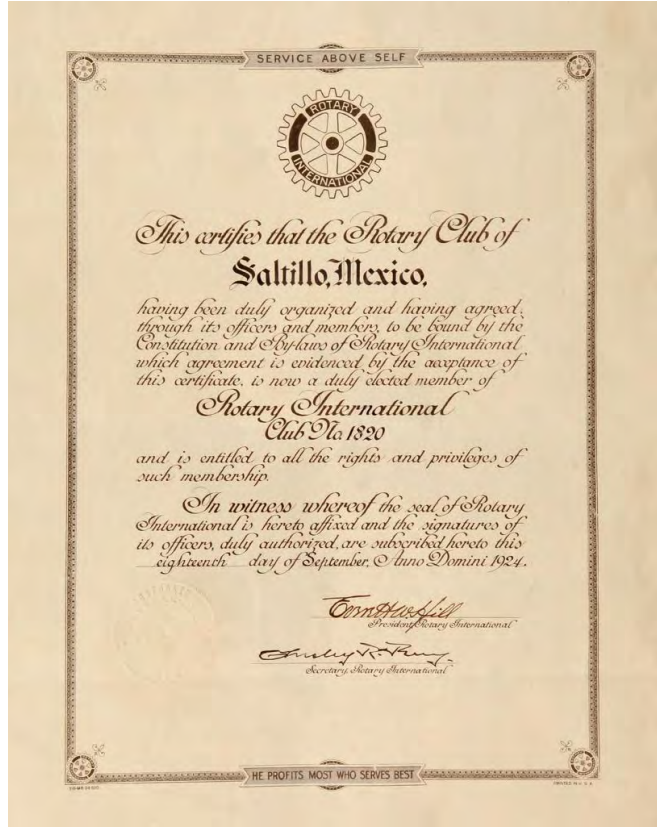 SERVICE ABOVE SELF
ROTARY
INTERNATIONAL
This certifies that the Rotary Club of
Saltillo, Mexico,
having been duly organized and having agreed,
through its officers and members, to be bound by the
Constitution and By-laws of Rotary International
which agreement is evidenced by the acceptance of
this certificate, is now a duly elected member of
Rotary International
Club No. 1820
and is entitled to all the rights and privileges of
such membership.
In witness whereof the seal of Rotary
International is hereto affixed and the signatures of
its officers, duly authorized, are subscribed hereto this
eighteenth day of September, Anno Domini 1924.
President, Rotary International
Secretary, Rotary International
HE PROFITS MOST WHO SERVES BEST
PRINTED IN U.S.A.